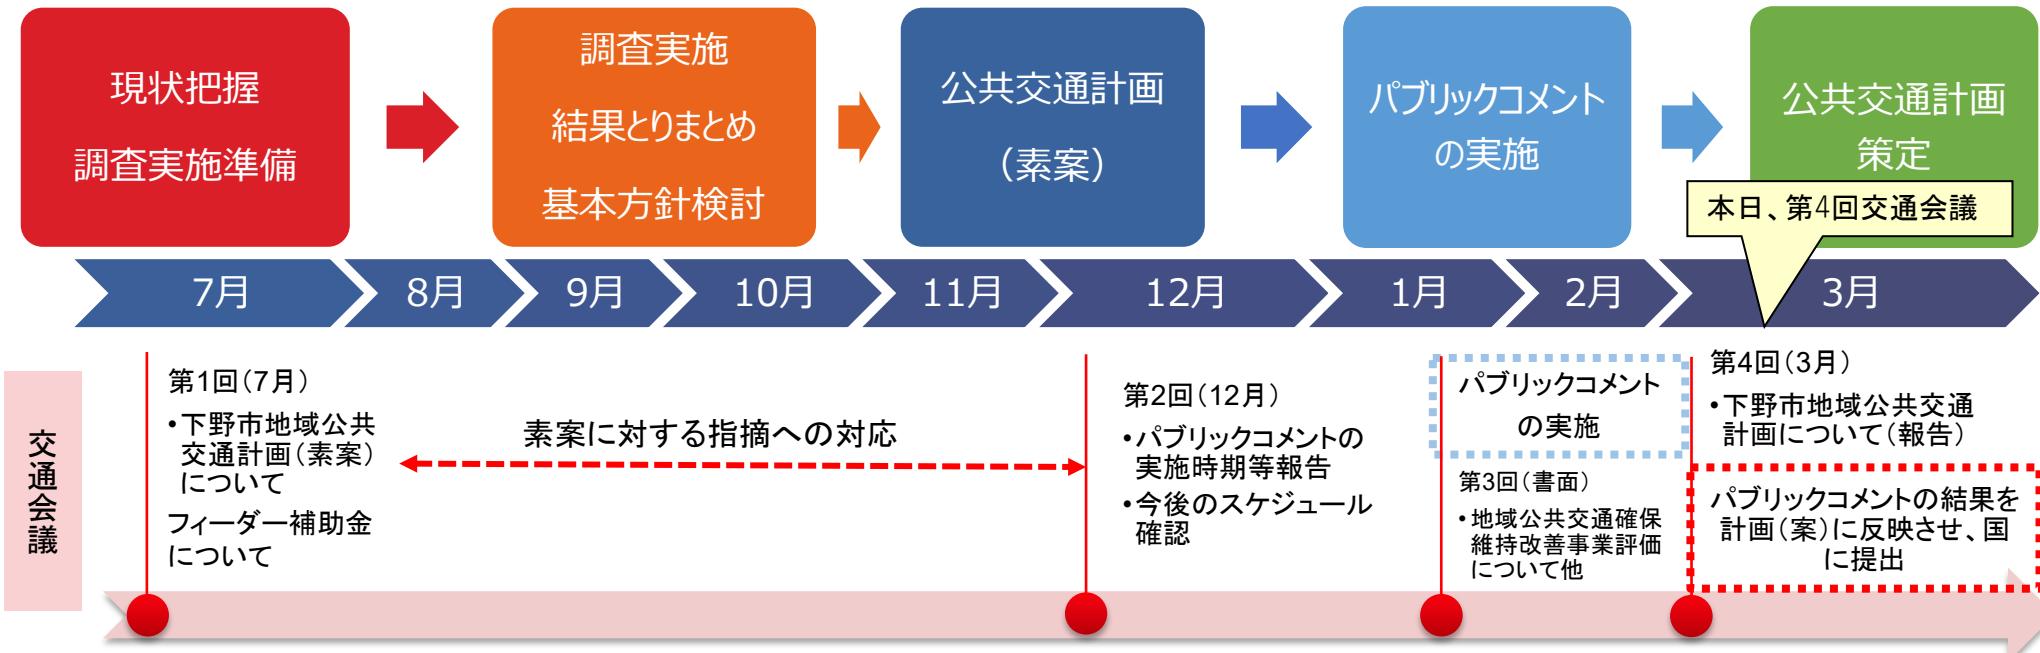 現状把握
調査実施準備
調査実施
結果とりまとめ
基本方針検討
公共交通計画
（素案）
パブリックコメント
の実施
公共交通計画
策定
本日、第4回交通会議
7月
8月
9月
10月
11月
12月
1月
2月
3月
交通会議
第1回（7月）
•下野市地域公共
交通計画（素案）
について
フィーダー補助金
について
素案に対する指摘への対応
第2回（12月）
•パブリックコメントの
実施時期等報告
•今後のスケジュール
確認
パブリックコメント
の実施
第3回（書面）
•地域公共交通確保
維持改善事業評価
について他
第4回（3月）
•下野市地域公共交通
計画について（報告）
パブリックコメントの結果を
計画（案）に反映させ、国
に提出